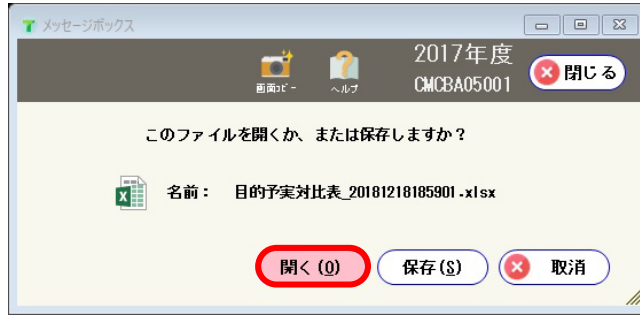 メッセージボックス
2017年度
画面ｺﾋﾟｰ ヘルプ CMCBA05001 閉じる
このファイルを開くか、または保存しますか？
名前： 目的予実対比表_20181218185901.xlsx
開く(O) 保存(S) 取消